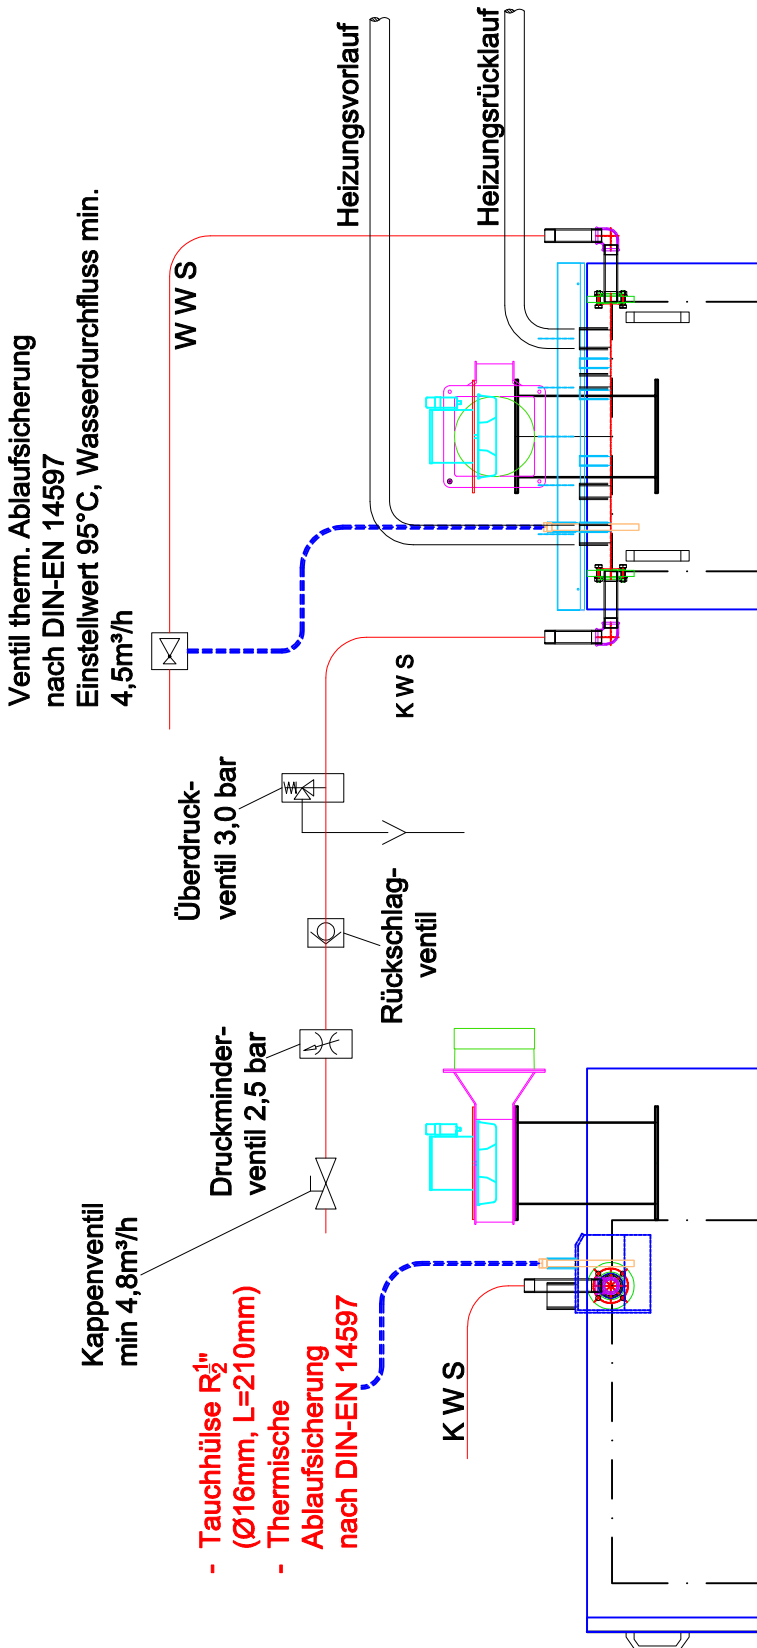 Ventil therm. Ablaufsicherung
nach DIN-EN 14597
Einstellwert 95°C, Wasserdurchfluss min.
4,5m³/h
W W S
Heizungsvorlauf
Heizungsrücklauf
K W S
Überdruck-
ventil 3,0 bar
Rückschlag-
ventil
Druckminder-
ventil 2,5 bar
Kappenventil
min 4,8m³/h
- Tauchhülse R½"
(Ø16mm, L=210mm)
- Thermische
Ablaufsicherung
nach DIN-EN 14597
K W S